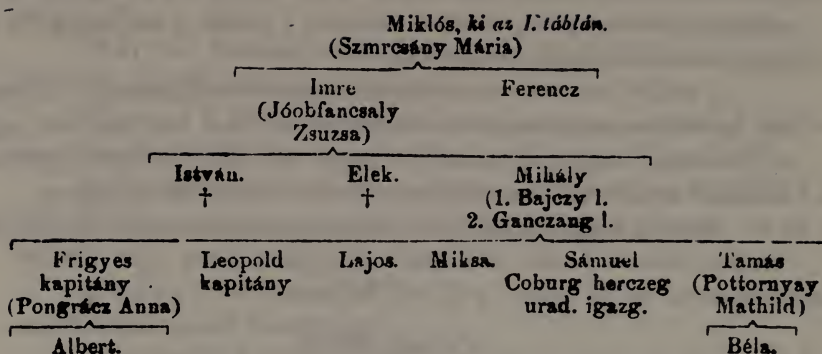 Miklós, ki az I. táblán.
(Szmrcsány Mária)
Imre Ferencz
(Jóobfancsaly
Zsuzsa)
István. Elek. Mihály
† † (1. Bajczy l.
2. Ganczang l.
Frigyes Leopold Lajos. Miksa. Sámuel Tamás
kapitány kapitány Coburg herczeg (Pottornyay
(Pongrácz Anna) urad. igazg. Mathild)
Albert. Béla.